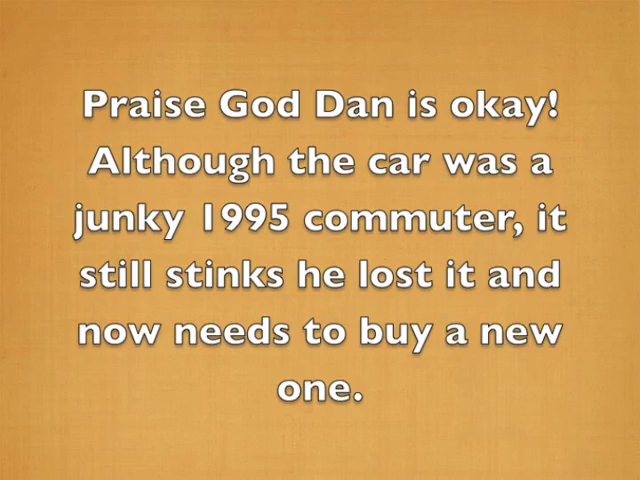 Praise God Dan is okay!
Although the car was a
junky 1995 commuter, it
still stinks he lost it and
now needs to buy a new
one.